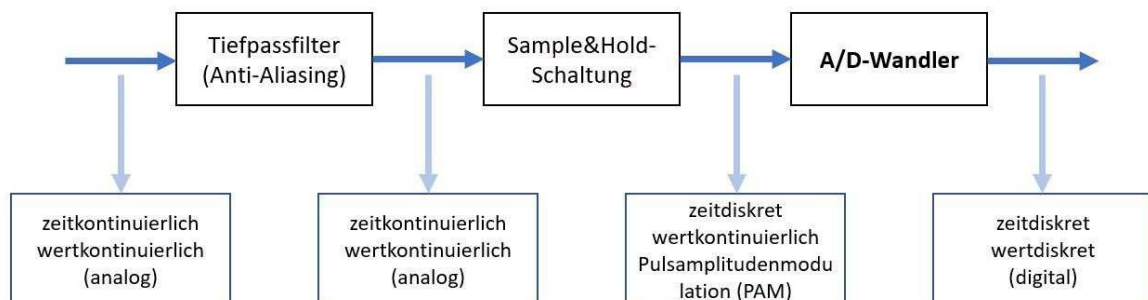 Tiefpassfilter
(Anti-Aliasing)
Sample&Hold-
Schaltung
A/D-Wandler
zeitkontinuierlich
wertkontinuierlich
(analog)
zeitkontinuierlich
wertkontinuierlich
(analog)
zeitdiskret
wertkontinuierlich
Pulsamplitudenmodu
lation (PAM)
zeitdiskret
wertdiskret
(digital)